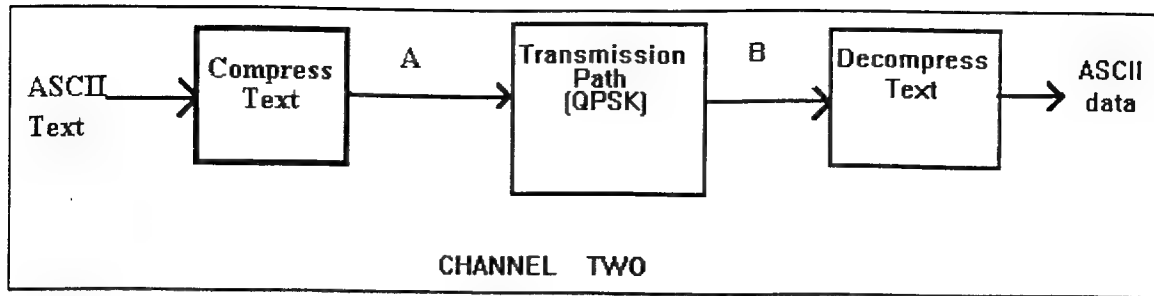 ASCII
Text
Compress
Text
A
Transmission
Path
(QPSK)
B
Decompress
Text
ASCII
data
CHANNEL TWO